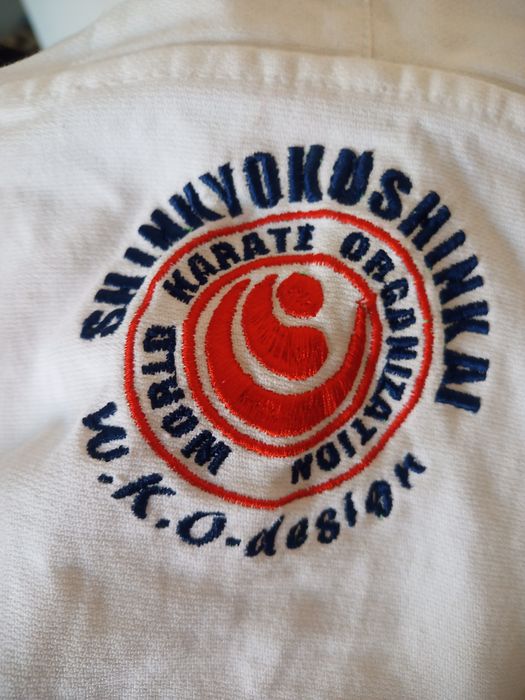 SHINKYOKUSHINKAI
WORLD KARATE ORGANIZATION
W.K.O-design